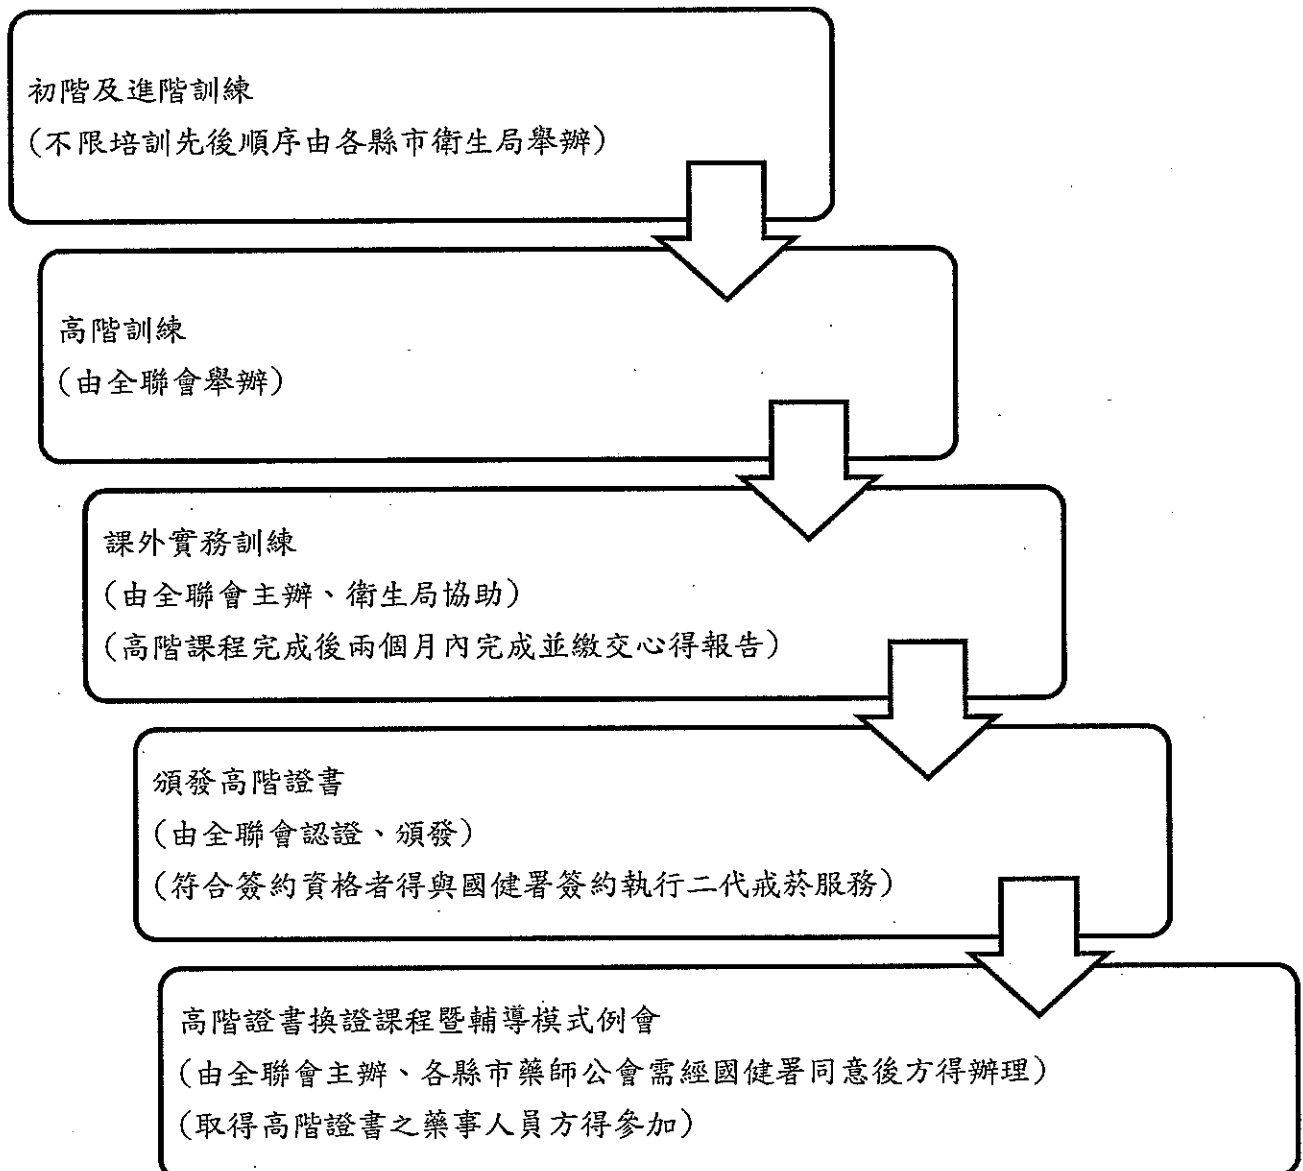 初階及進階訓練
(不限培訓先後順序由各縣市衛生局舉辦)
高階訓練
(由全聯會舉辦)
課外實務訓練
(由全聯會主辦、衛生局協助)
(高階課程完成後兩個月內完成並繳交心得報告)
頒發高階證書
(由全聯會認證、頒發)
(符合簽約資格者得與國健署簽約執行二代戒菸服務)
高階證書換證課程暨輔導模式例會
(由全聯會主辦、各縣市藥師公會需經國健署同意後方得辦理)
(取得高階證書之藥事人員方得參加)